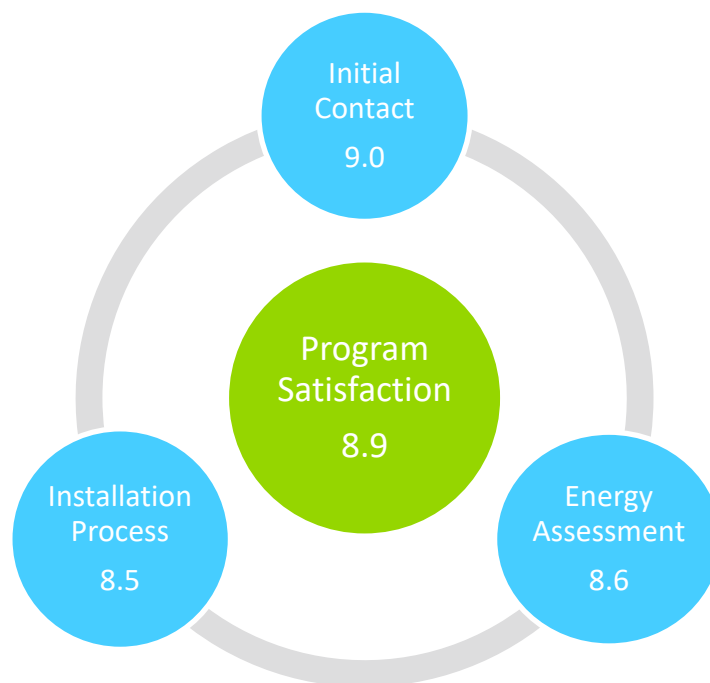 Initial
Contact
9.0
Program
Satisfaction
8.9
Installation
Process
8.5
Energy
Assessment
8.6